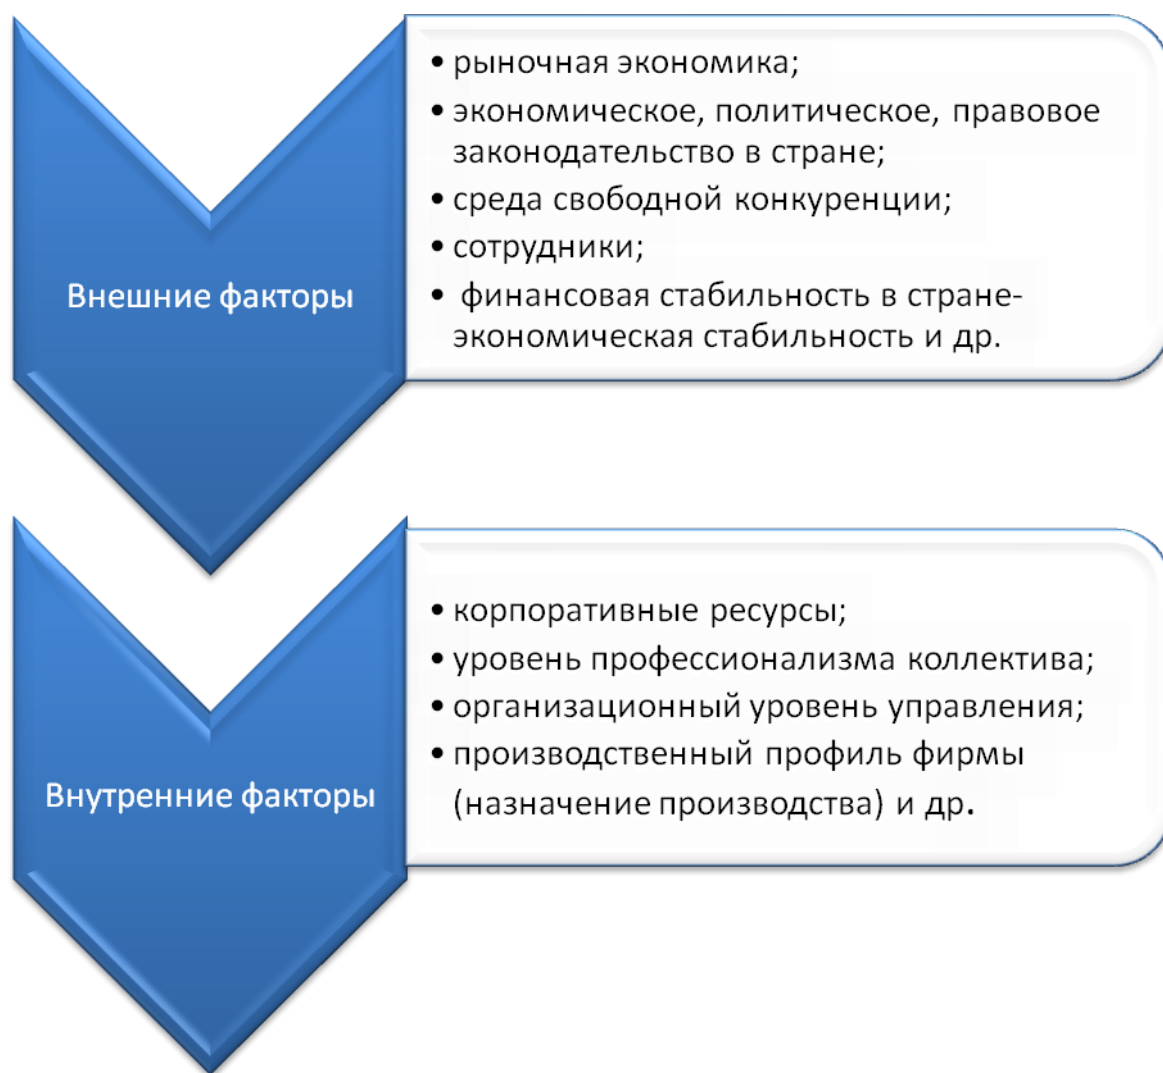 Внешние факторы
• рыночная экономика;
• экономическое, политическое, правовое
законодательство в стране;
• среда свободной конкуренции;
• сотрудники;
• финансовая стабильность в стране-
экономическая стабильность и др.
Внутренние факторы
• корпоративные ресурсы;
• уровень профессионализма коллектива;
• организационный уровень управления;
• производственный профиль фирмы
(назначение производства) и др.